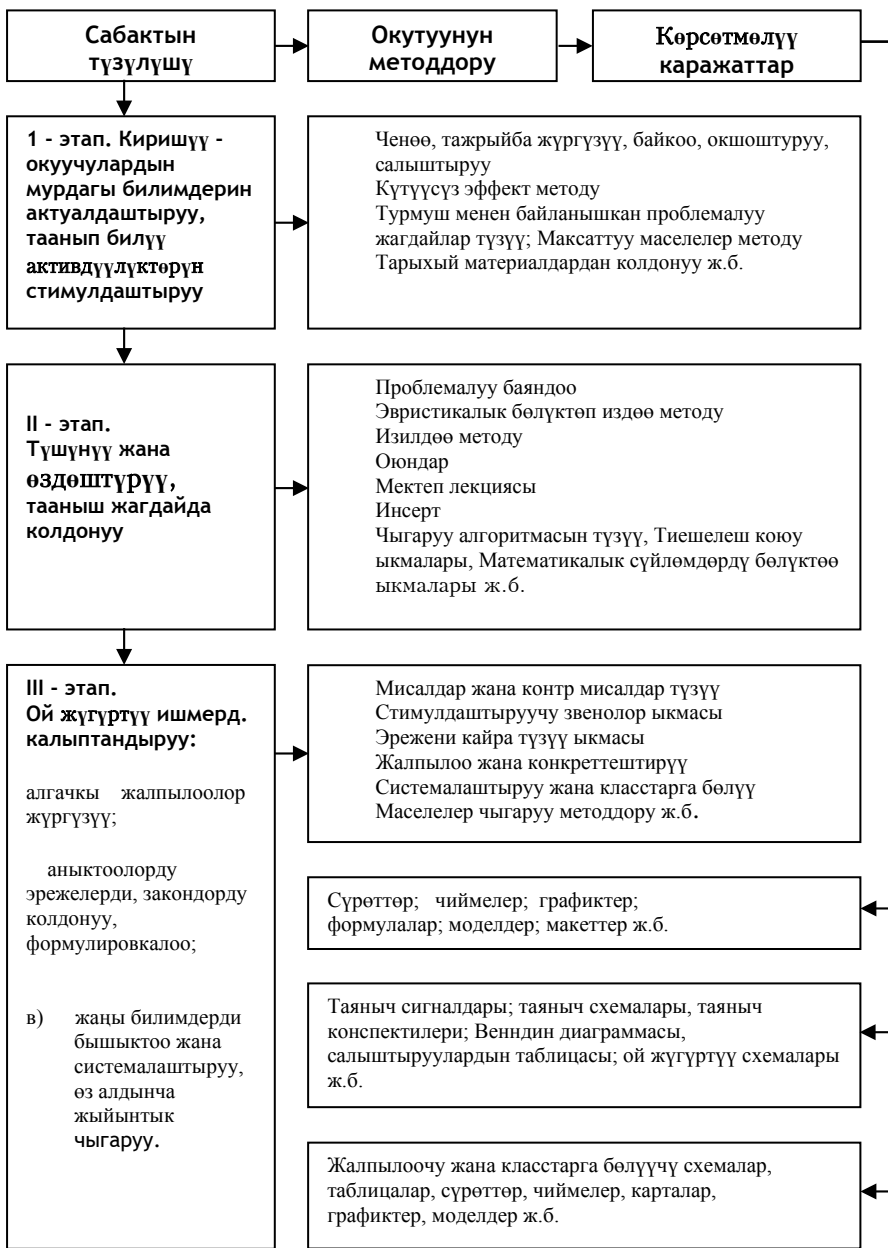 Сабактын
түзүлүшү
Окутуунун
методдору
Көрсөтмөлүү
каражаттар
1 - этап. Киришүү -
окуучулардын
мурдагы билимдерин
актуалдаштыруу,
таанып билүү
активдүүлүктөрүн
стимулдаштыруу
Ченөө, тажрыйба жүргүзүү, байкоо, окшоштуруу,
салыштыруу
Күтүүсүз эффект методу
Турмуш менен байланышкан проблемалуу
жагдайлар түзүү; Максаттуу маселелер методу
Тарыхый материалдардан колдонуу ж.б.
II - этап.
Түшүнүү жана
өздөштүрүү,
тааныш жагдайда
колдонуу
Проблемалуу баяндоо
Эвристикалык бөлүктөп издөө методу
Изилдөө методу
Оюндар
Мектеп лекциясы
Инсерт
Чыгаруу алгоритмасын түзүү, Тиешелеш коюу
ыкмалары, Математикалык сүйлөмдөрдү бөлүктөө
ыкмалары ж.б.
III - этап.
Ой жүгүртүү ишмерд.
калыптандыруу:
алгачкы жалпылоолор
жүргүзүү;
аныктоолорду
эрежелерди, закондорду
колдонуу,
формулировкалоо;
в) жаңы билимдерди
бышыктоо жана
системалаштыруу,
өз алдынча
жыйынтык
чыгаруу.
Мисалдар жана контр мисалдар түзүү
Стимулдаштыруучу звенолор ыкмасы
Эрежени кайра түзүү ыкмасы
Жалпылоо жана конкреттештирүү
Системалаштыруу жана класстарга бөлүү
Маселелер чыгаруу методдору ж.б.
Сүрөттөр; чиймелер; графиктер;
формулалар; моделдер; макеттер ж.б.
Таяныч сигналдары; таяныч схемалары, таяныч
конспектилери; Венндин диаграммасы,
салыштыруулардын таблицасы; ой жүгүртүү схемалары
ж.б.
Жалпылоочу жана класстарга бөлүүчү схемалар,
таблицалар, сүрөттөр, чиймелер, карталар,
графиктер, моделдер ж.б.